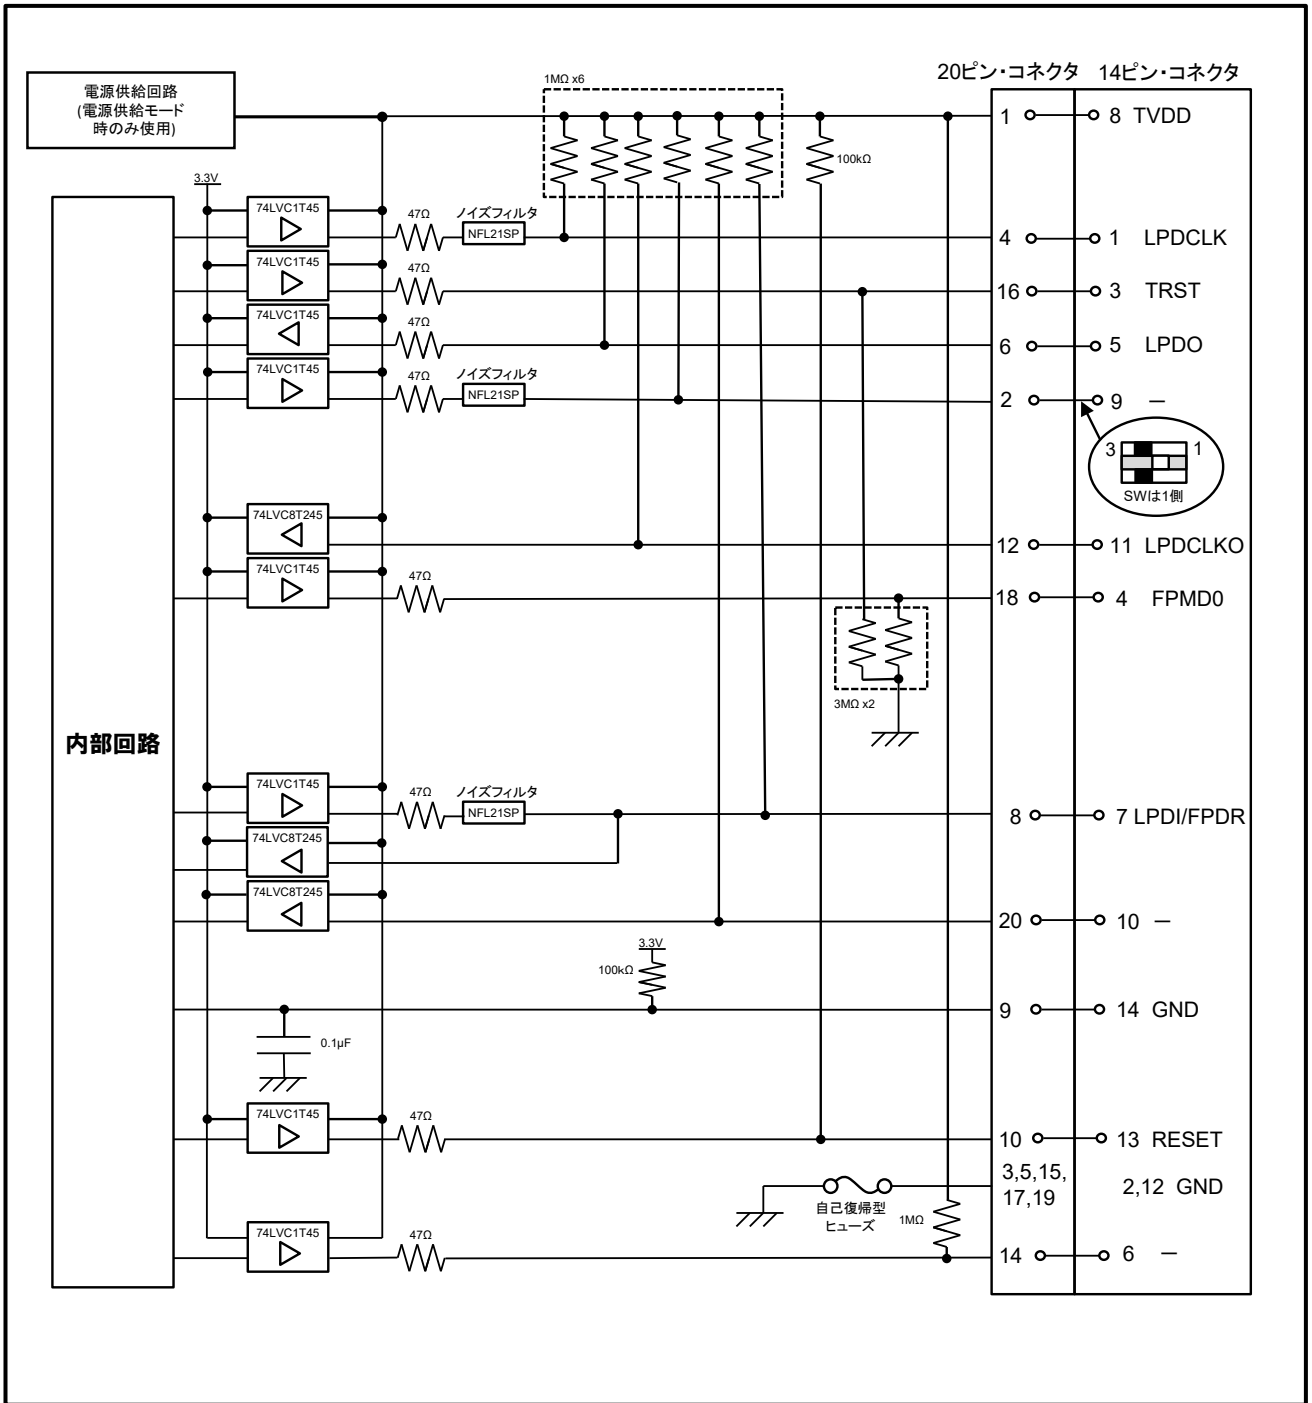 20ピン・コネクタ 14ピン・コネクタ
電源供給回路
(電源供給モード
時のみ使用)
1MΩ x6
1 8 TVDD
100kΩ
3.3V
74LVC1T45
47Ω
ノイズフィルタ
NFL21SP
4 1 LPDCLK
74LVC1T45
47Ω
16 3 TRST
74LVC1T45
47Ω
6 5 LPDO
74LVC1T45
47Ω
ノイズフィルタ
NFL21SP
2 9 －
3 1
SWは1側
74LVC8T245
12 11 LPDCLKO
74LVC1T45
47Ω
18 4 FPMD0
3MΩ x2
内部回路
74LVC1T45
47Ω
ノイズフィルタ
NFL21SP
8 7 LPDI/FPDR
74LVC8T245
74LVC8T245
20 10 －
3.3V
100kΩ
9 14 GND
0.1μF
74LVC1T45
47Ω
10 13 RESET
3,5,15,
17,19
2,12 GND
自己復帰型
ヒューズ
1MΩ
74LVC1T45
47Ω
14 6 －